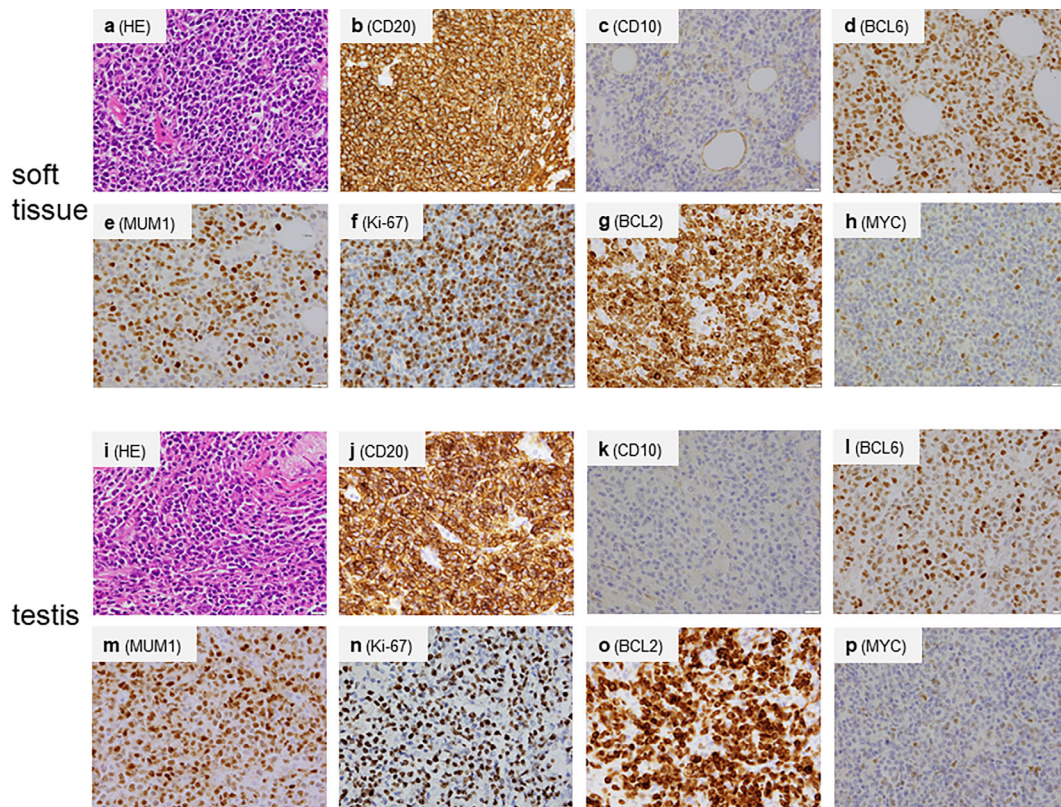 a (HE)
b (CD20)
c (CD10)
d (BCL6)
soft
tissue
e (MUM1)
f (Ki-67)
g (BCL2)
h (MYC)
i (HE)
j (CD20)
k (CD10)
l (BCL6)
testis
m (MUM1)
n (Ki-67)
o (BCL2)
p (MYC)